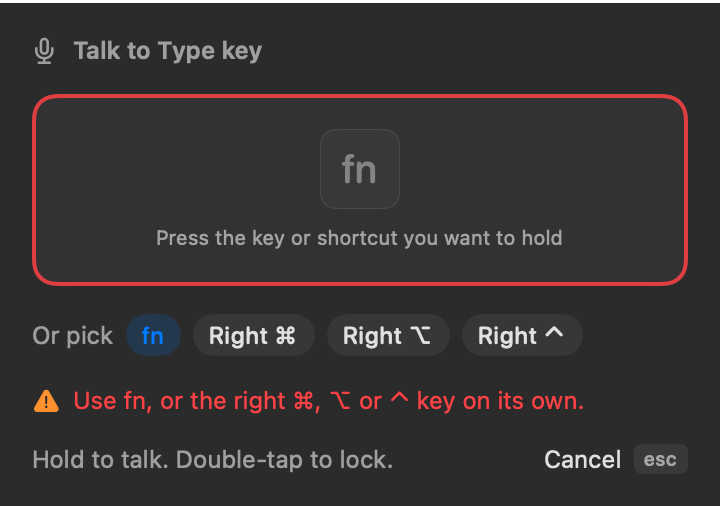 Talk to Type key
fn
Press the key or shortcut you want to hold
Or pick fn Right ⌘ Right ⌥ Right ^
Use fn, or the right ⌘, ⌥ or ^ key on its own.
Hold to talk. Double-tap to lock. Cancel esc